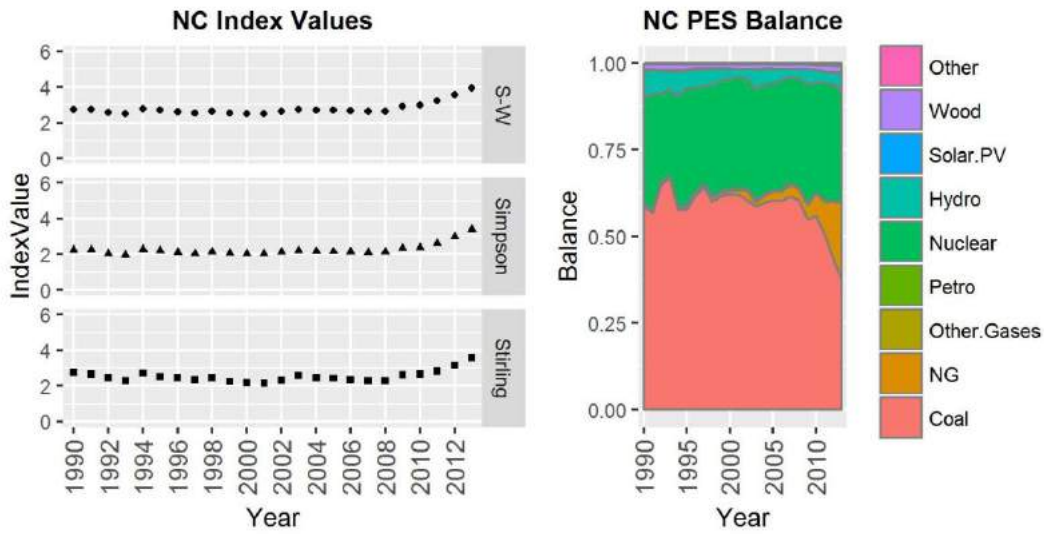 NC Index Values
IndexValue
6
4
2
0
S-W
6
4
2
0
Simpson
6
4
2
0
Stirling
1990
1992
1994
1996
1998
2000
2002
2004
2006
2008
2010
2012
Year
NC PES Balance
Balance
1.00
0.75
0.50
0.25
0.00
1990
1995
2000
2005
2010
Year
Other
Wood
Solar.PV
Hydro
Nuclear
Petro
Other.Gases
NG
Coal